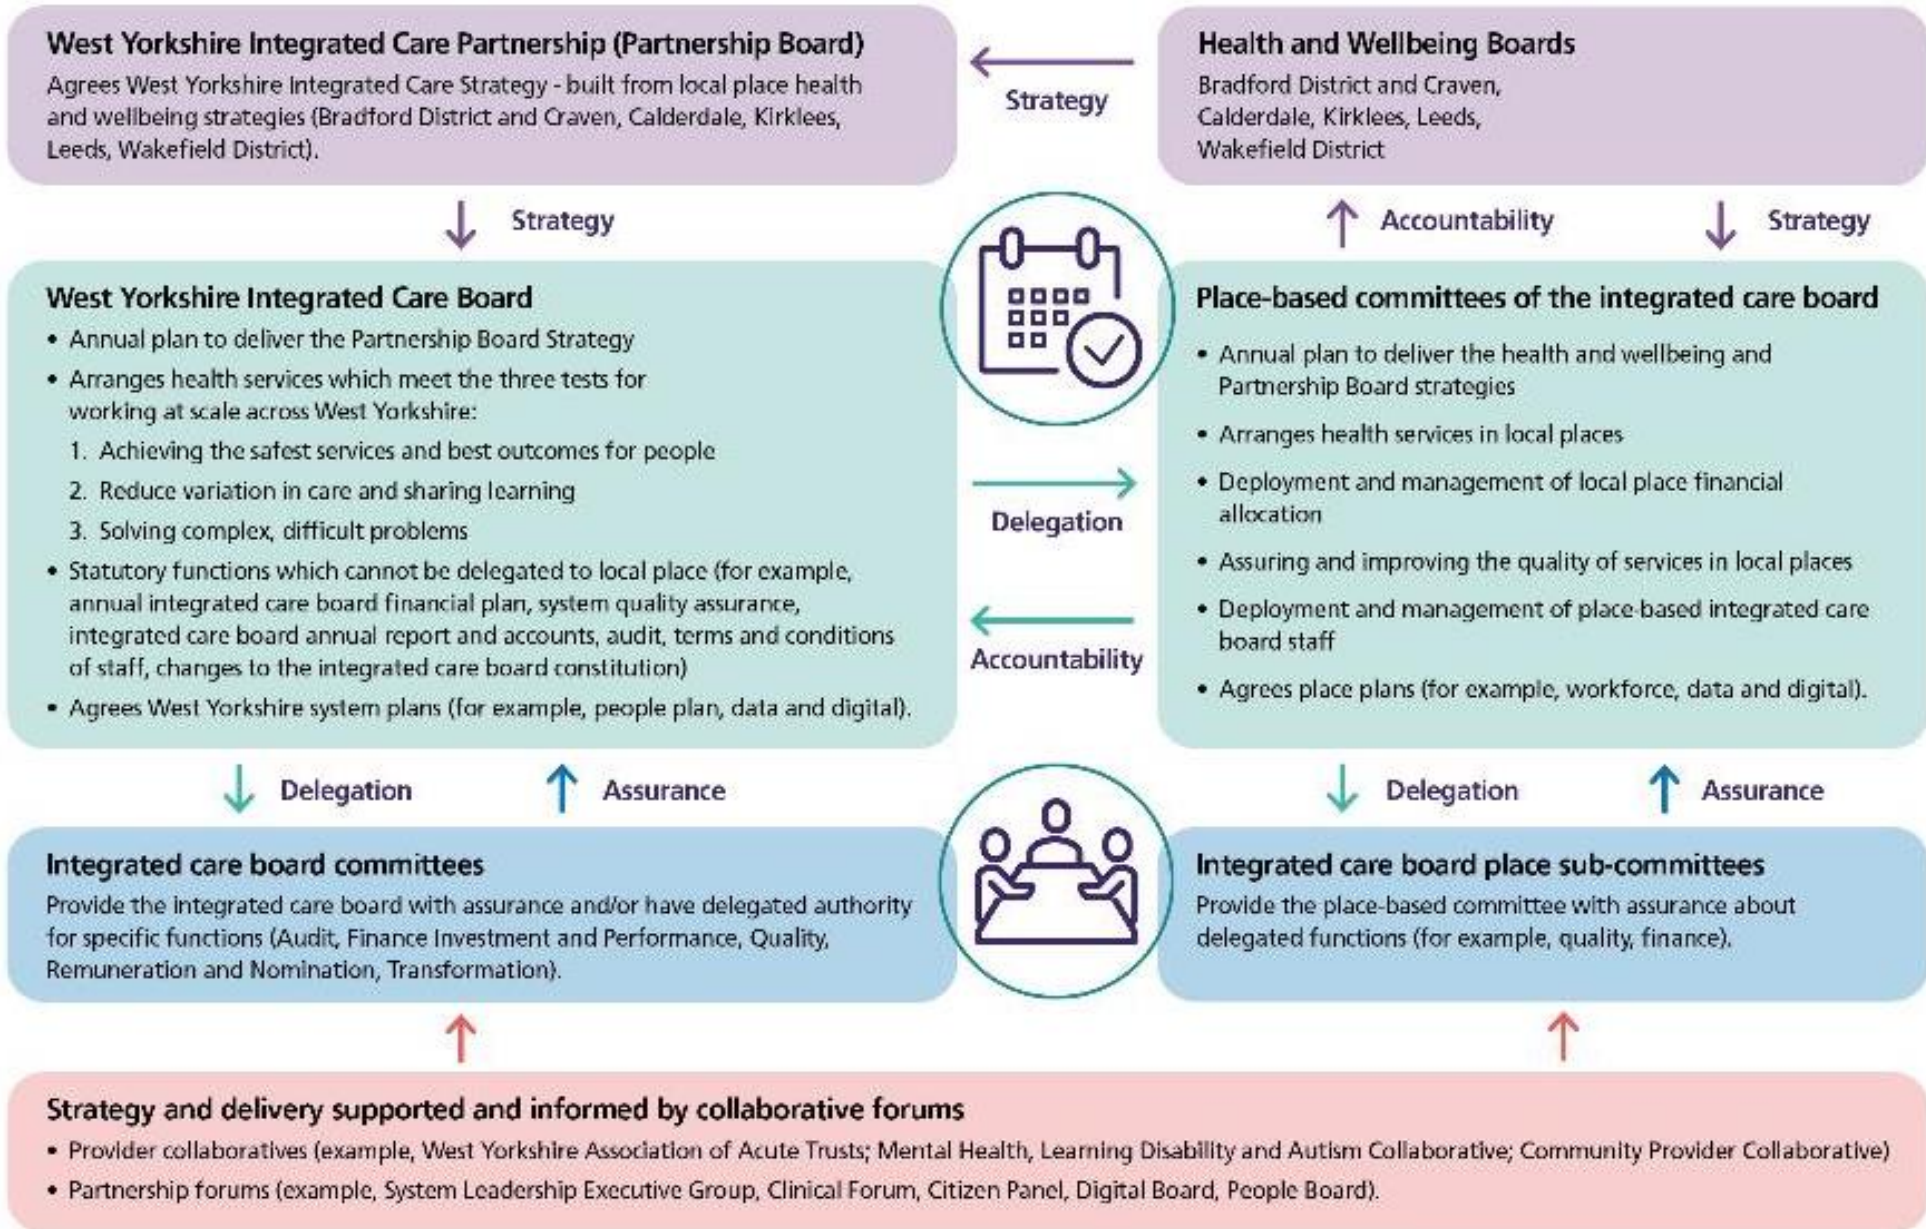 West Yorkshire Integrated Care Partnership (Partnership Board)
Agrees West Yorkshire Integrated Care Strategy - built from local place health
and wellbeing strategies (Bradford District and Craven, Calderdale, Kirklees,
Leeds, Wakefield District).
Strategy
Health and Wellbeing Boards
Bradford District and Craven,
Calderdale, Kirklees, Leeds,
Wakefield District
Strategy
Accountability
Strategy
West Yorkshire Integrated Care Board
• Annual plan to deliver the Partnership Board Strategy
• Arranges health services which meet the three tests for
working at scale across West Yorkshire:
1. Achieving the safest services and best outcomes for people
2. Reduce variation in care and sharing learning
3. Solving complex, difficult problems
• Statutory functions which cannot be delegated to local place (for example,
annual integrated care board financial plan, system quality assurance,
integrated care board annual report and accounts, audit, terms and conditions
of staff, changes to the integrated care board constitution)
• Agrees West Yorkshire system plans (for example, people plan, data and digital).
Delegation
Accountability
Place-based committees of the integrated care board
• Annual plan to deliver the health and wellbeing and
Partnership Board strategies
• Arranges health services in local places
• Deployment and management of local place financial
allocation
• Assuring and improving the quality of services in local places
• Deployment and management of place-based integrated care
board staff
• Agrees place plans (for example, workforce, data and digital).
Delegation
Assurance
Delegation
Assurance
Integrated care board committees
Provide the integrated care board with assurance and/or have delegated authority
for specific functions (Audit, Finance Investment and Performance, Quality,
Remuneration and Nomination, Transformation).
Integrated care board place sub-committees
Provide the place-based committee with assurance about
delegated functions (for example, quality, finance).
Strategy and delivery supported and informed by collaborative forums
• Provider collaboratives (example, West Yorkshire Association of Acute Trusts; Mental Health, Learning Disability and Autism Collaborative; Community Provider Collaborative)
• Partnership forums (example, System Leadership Executive Group, Clinical Forum, Citizen Panel, Digital Board, People Board).